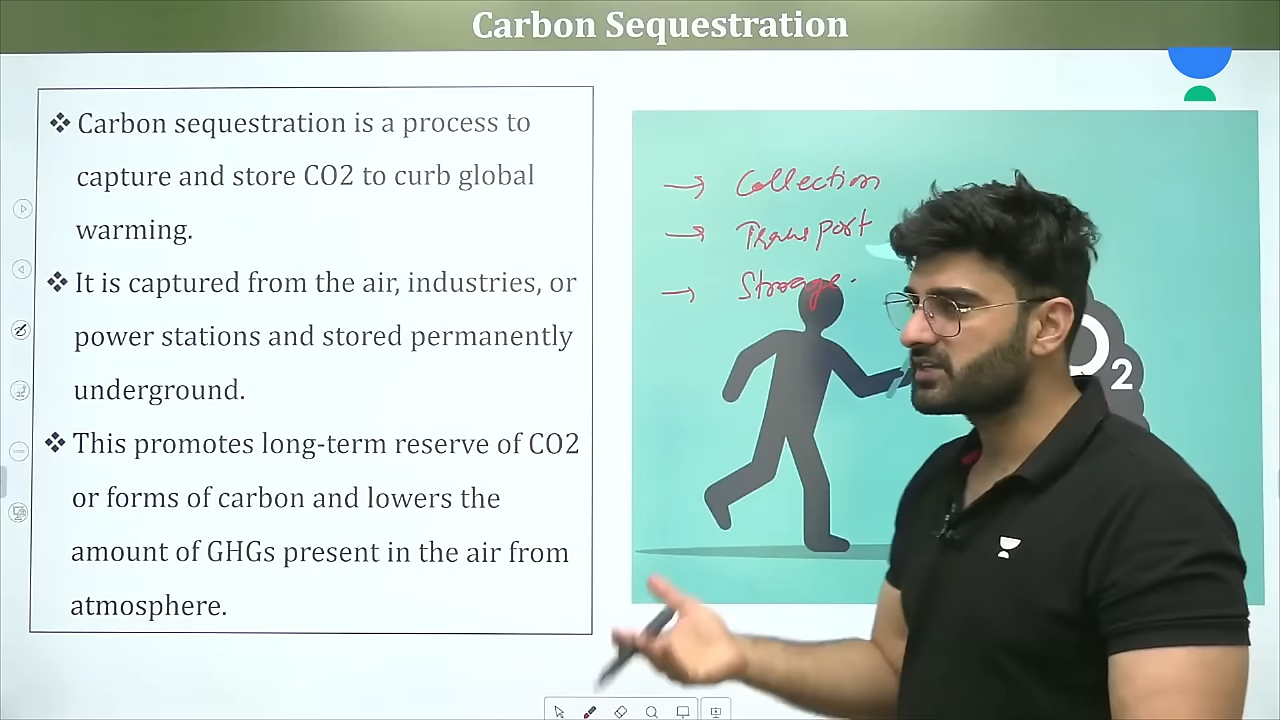 Carbon Sequestration
❖ Carbon sequestration is a process to
capture and store CO2 to curb global
warming.
❖ It is captured from the air, industries, or
power stations and stored permanently
underground.
❖ This promotes long-term reserve of CO2
or forms of carbon and lowers the
amount of GHGs present in the air from
atmosphere.
→ Collection
→ Transport
→ Storage.
O2